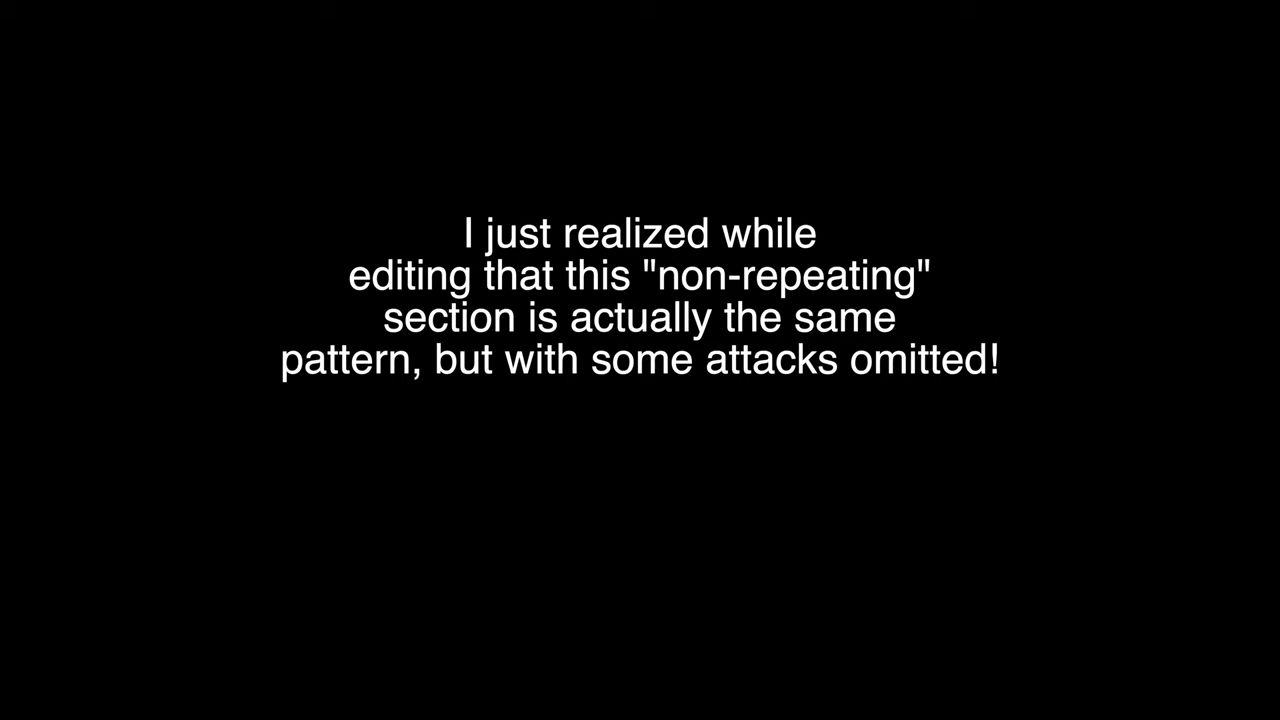 I just realized while
editing that this "non-repeating"
section is actually the same
pattern, but with some attacks omitted!